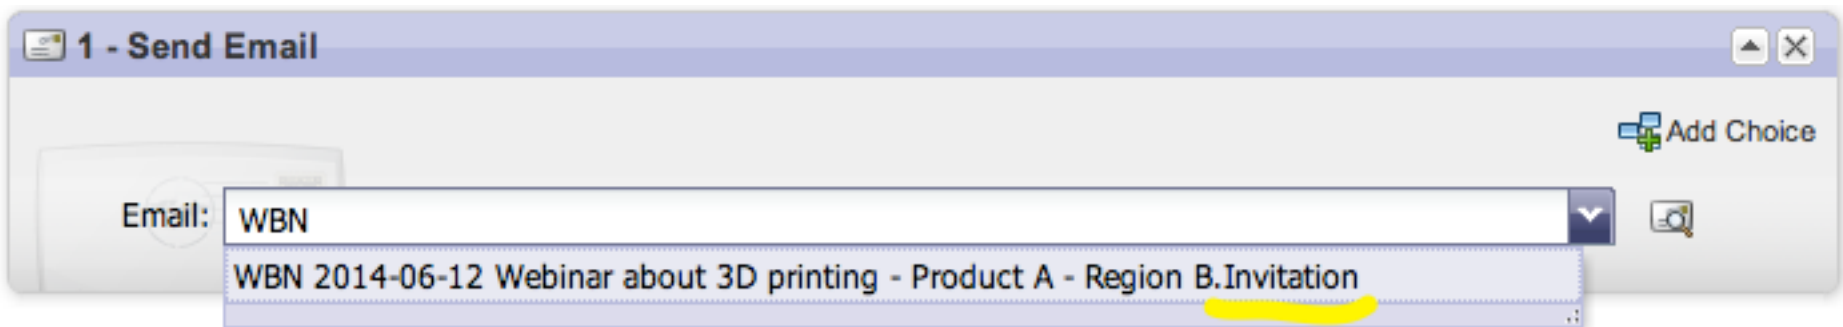 1 - Send Email
Add Choice
Email: WBN
WBN 2014-06-12 Webinar about 3D printing - Product A - Region B.Invitation